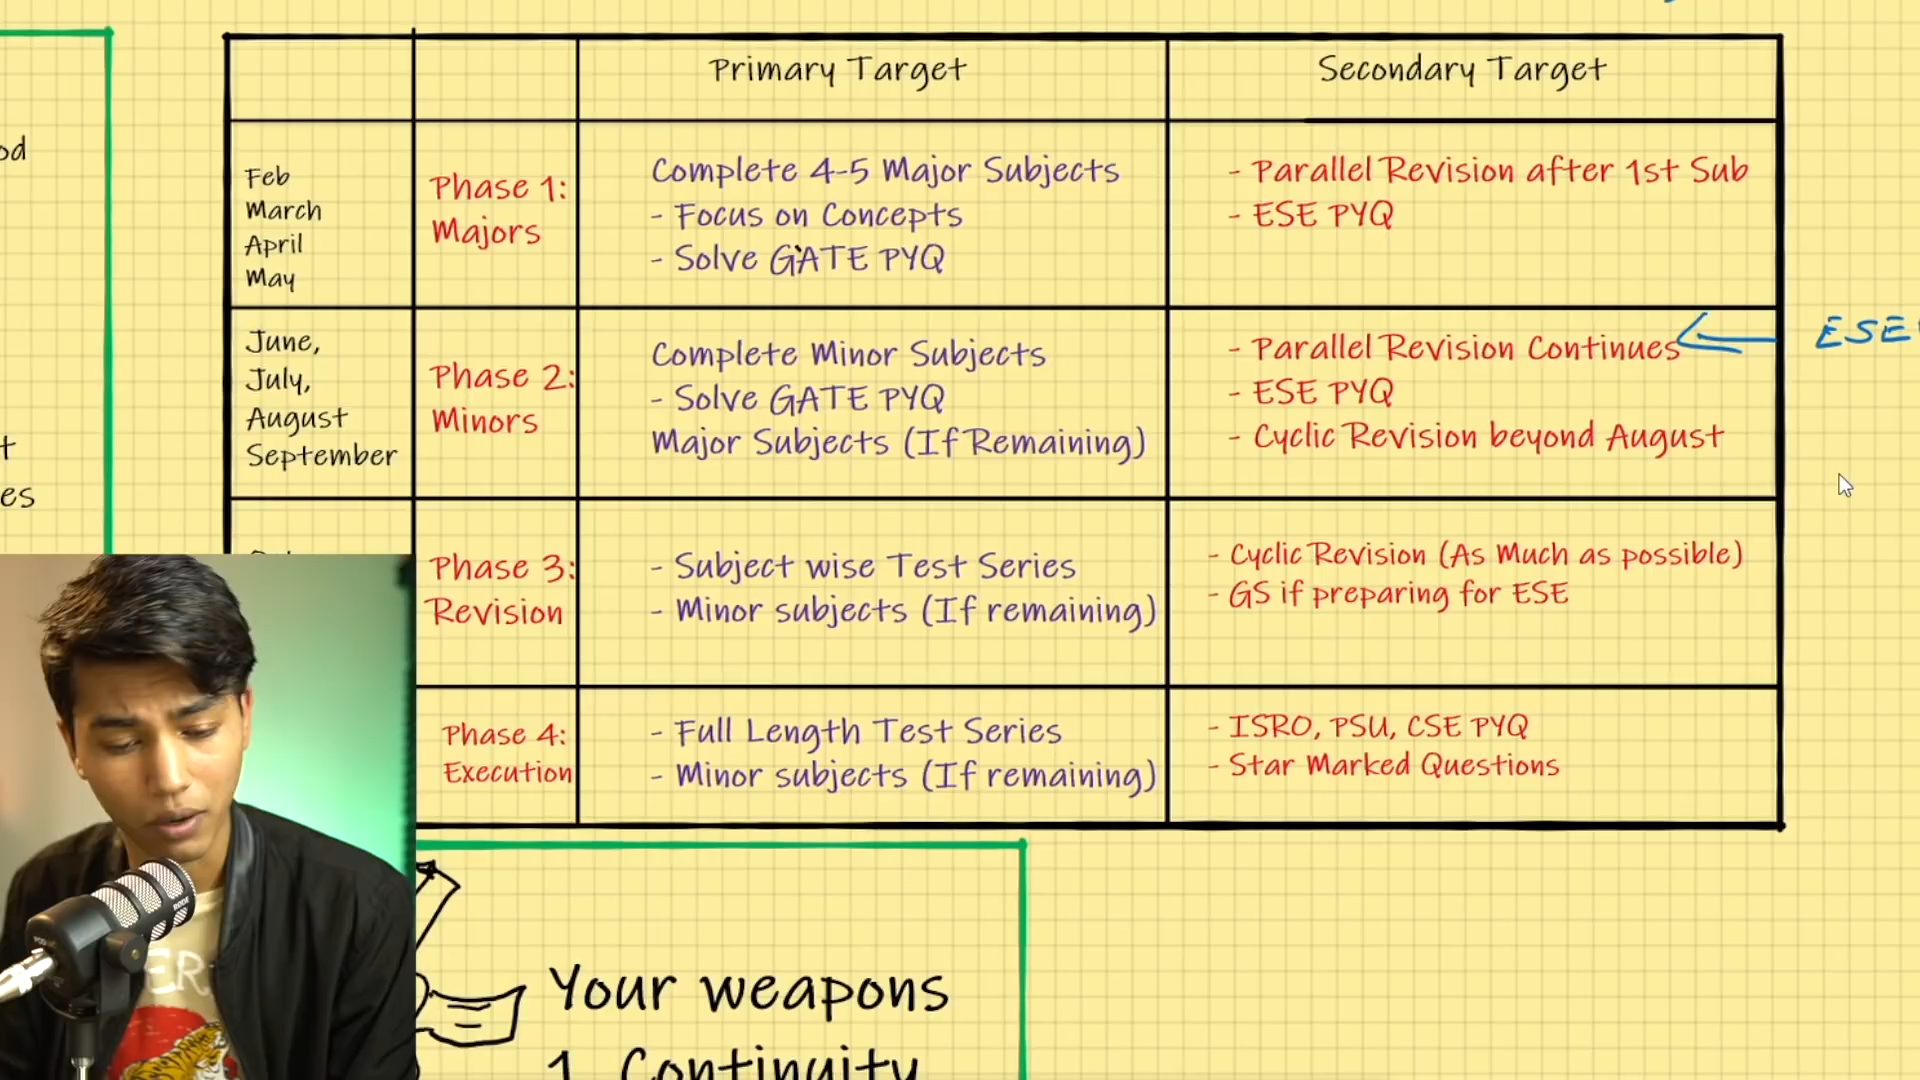 Primary Target
Secondary Target
od
Feb
March
April
May
Phase 1:
Majors
Complete 4-5 Major Subjects
- Focus on Concepts
- Solve GATE PYQ
- Parallel Revision after 1st Sub
- ESE PYQ
June,
July,
August
September
Phase 2:
Minors
Complete Minor Subjects
- Solve GATE PYQ
Major Subjects (If Remaining)
- Parallel Revision Continues
- ESE PYQ
- Cyclic Revision beyond August
ESE
t
es
Phase 3:
Revision
- Subject wise Test Series
- Minor subjects (If remaining)
- Cyclic Revision (As Much as possible)
- GS if preparing for ESE
Phase 4:
Execution
- Full Length Test Series
- Minor subjects (If remaining)
- ISRO, PSU, CSE PYQ
- Star Marked Questions
Your weapons
1. Continuity
RODE
ER